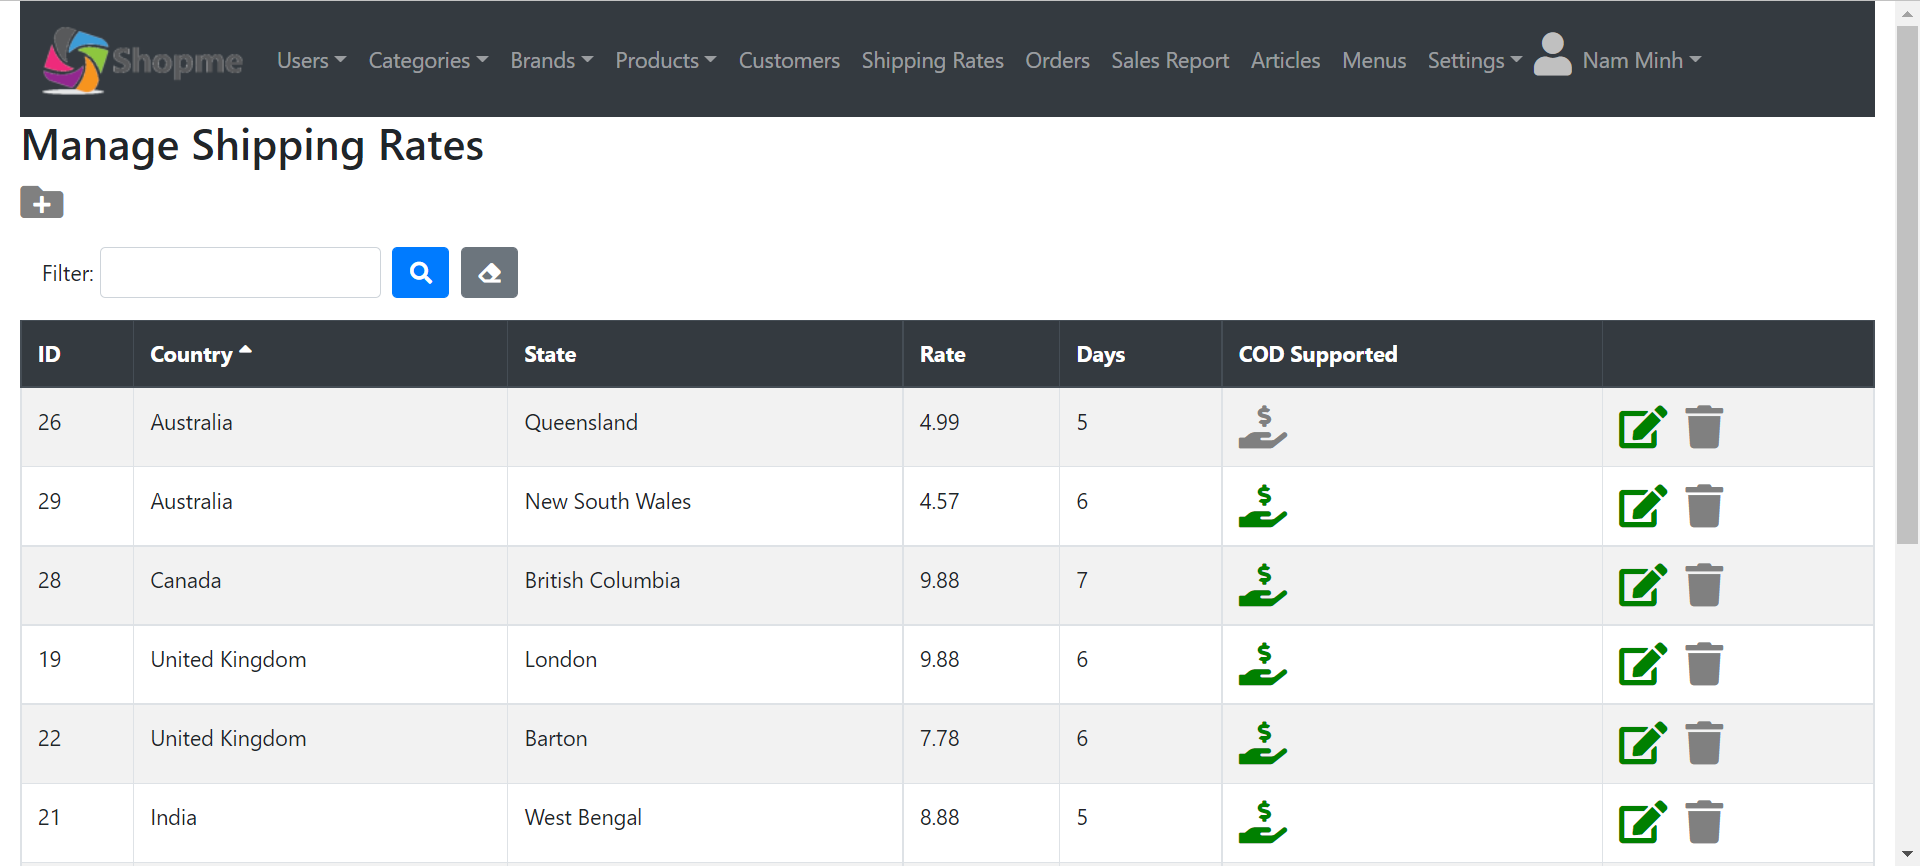 Shopme Users Categories Brands Products Customers Shipping Rates Orders Sales Report Articles Menus Settings Nam Minh
Manage Shipping Rates
Filter:
ID Country State Rate Days COD Supported
26 Australia Queensland 4.99 5 $
29 Australia New South Wales 4.57 6 $
28 Canada British Columbia 9.88 7 $
19 United Kingdom London 9.88 6 $
22 United Kingdom Barton 7.78 6 $
21 India West Bengal 8.88 5 $